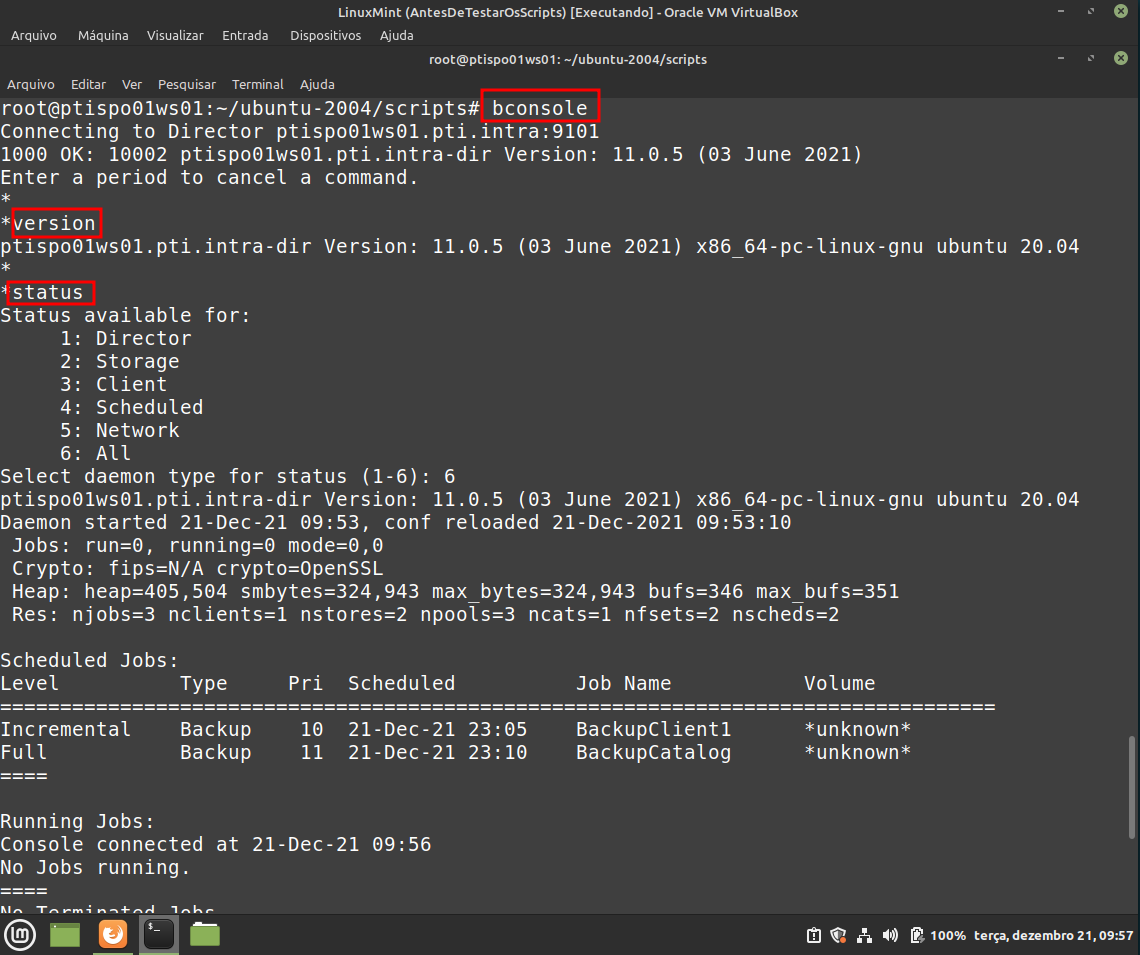 LinuxMint (AntesDeTestarOsScripts) [Executando] - Oracle VM VirtualBox
Arquivo Máquina Visualizar Entrada Dispositivos Ajuda
root@ptispo01ws01: ~/ubuntu-2004/scripts
Arquivo Editar Ver Pesquisar Terminal Ajuda
root@ptispo01ws01:~/ubuntu-2004/scripts# bconsole
Connecting to Director ptispo01ws01.pti.intra:9101
1000 OK: 10002 ptispo01ws01.pti.intra-dir Version: 11.0.5 (03 June 2021)
Enter a period to cancel a command.
*
*version
ptispo01ws01.pti.intra-dir Version: 11.0.5 (03 June 2021) x86_64-pc-linux-gnu ubuntu 20.04
*
*status
Status available for:
1: Director
2: Storage
3: Client
4: Scheduled
5: Network
6: All
Select daemon type for status (1-6): 6
ptispo01ws01.pti.intra-dir Version: 11.0.5 (03 June 2021) x86_64-pc-linux-gnu ubuntu 20.04
Daemon started 21-Dec-21 09:53, conf reloaded 21-Dec-2021 09:53:10
Jobs: run=0, running=0 mode=0,0
Crypto: fips=N/A crypto=OpenSSL
Heap: heap=405,504 smbytes=324,943 max_bytes=324,943 bufs=346 max_bufs=351
Res: njobs=3 nclients=1 nstores=2 npools=3 ncats=1 nfsets=2 nscheds=2
Scheduled Jobs:
Level Type Pri Scheduled Job Name Volume
===================================================================================
Incremental Backup 10 21-Dec-21 23:05 BackupClient1 *unknown*
Full Backup 11 21-Dec-21 23:10 BackupCatalog *unknown*
====
Running Jobs:
Console connected at 21-Dec-21 09:56
No Jobs running.
====
No Terminated Jobs
100% terça, dezembro 21, 09:57